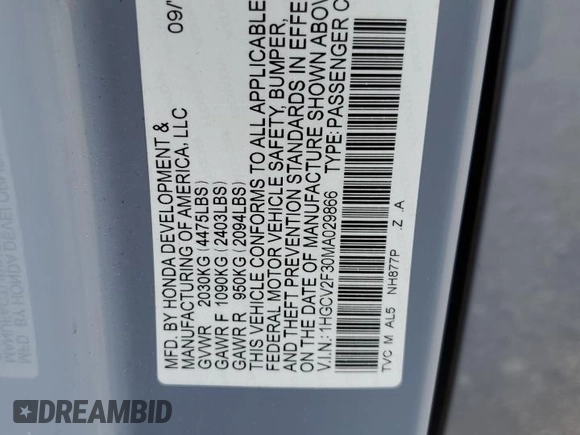 09/
MFD. BY HONDA DEVELOPMENT &
MANUFACTURING OF AMERICA, LLC
GVWR 2030KG (4475LBS)
GAWR F 1090KG (2403LBS)
GAWR R 950KG (2094LBS)
THIS VEHICLE CONFORMS TO ALL APPLICABLE
FEDERAL MOTOR VEHICLE SAFETY, BUMPER,
AND THEFT PREVENTION STANDARDS IN EFFE
ON THE DATE OF MANUFACTURE SHOWN ABOV
V.I.N.: 1HGCV2F30MA029866 TYPE: PASSENGER C
TVC M AL5 NH877P Z .A
DREAMBID